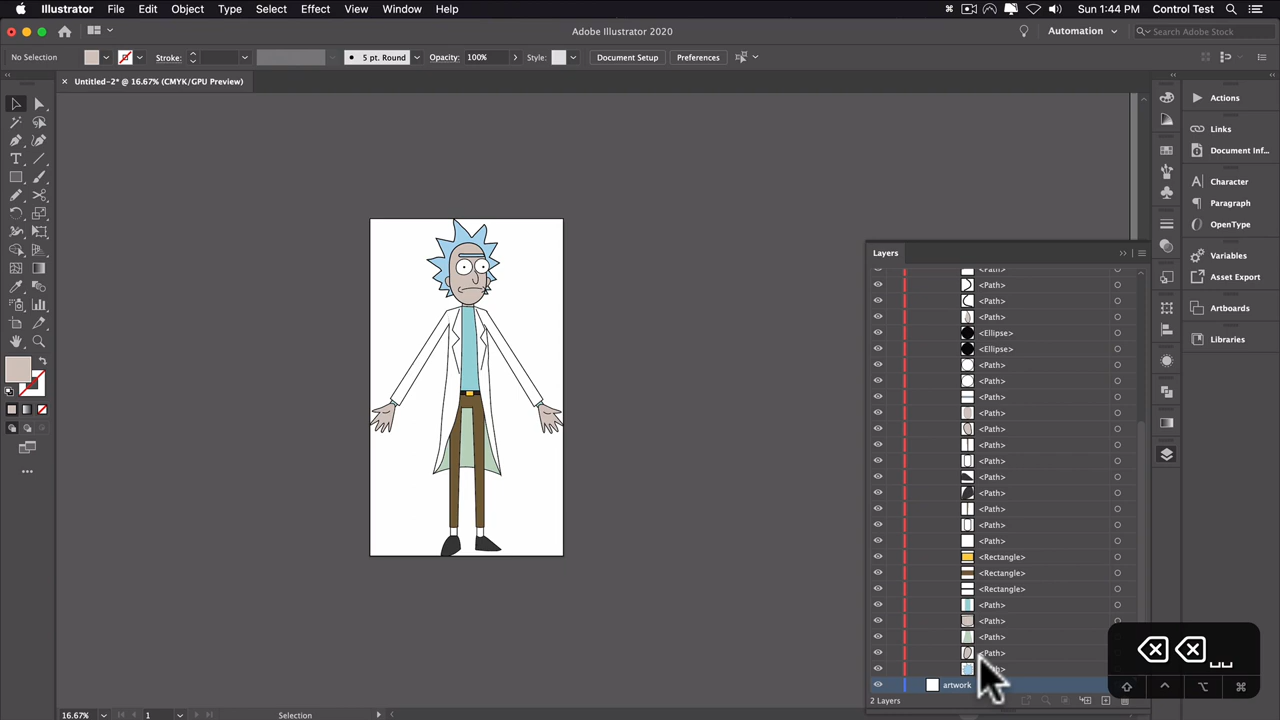 Illustrator File Edit Object Type Select Effect View Window Help Sun 1:44 PM Control Test
Adobe Illustrator 2020 Automation Search Adobe Stock
No Selection Stroke: 5 pt. Round Opacity: 100% Style: Document Setup Preferences
Untitled-2* @ 16.67% (CMYK/GPU Preview)
Actions
Links
Document Inf...
Character
Paragraph
OpenType
Variables
Asset Export
Artboards
Libraries
Layers
<Path>
<Path>
<Path>
<Path>
<Ellipse>
<Ellipse>
<Path>
<Path>
<Path>
<Path>
<Path>
<Path>
<Path>
<Path>
<Path>
<Path>
<Path>
<Path>
<Rectangle>
<Rectangle>
<Rectangle>
<Path>
<Path>
<Path>
<Path>
artwork
2 Layers
16.67% 1 Selection